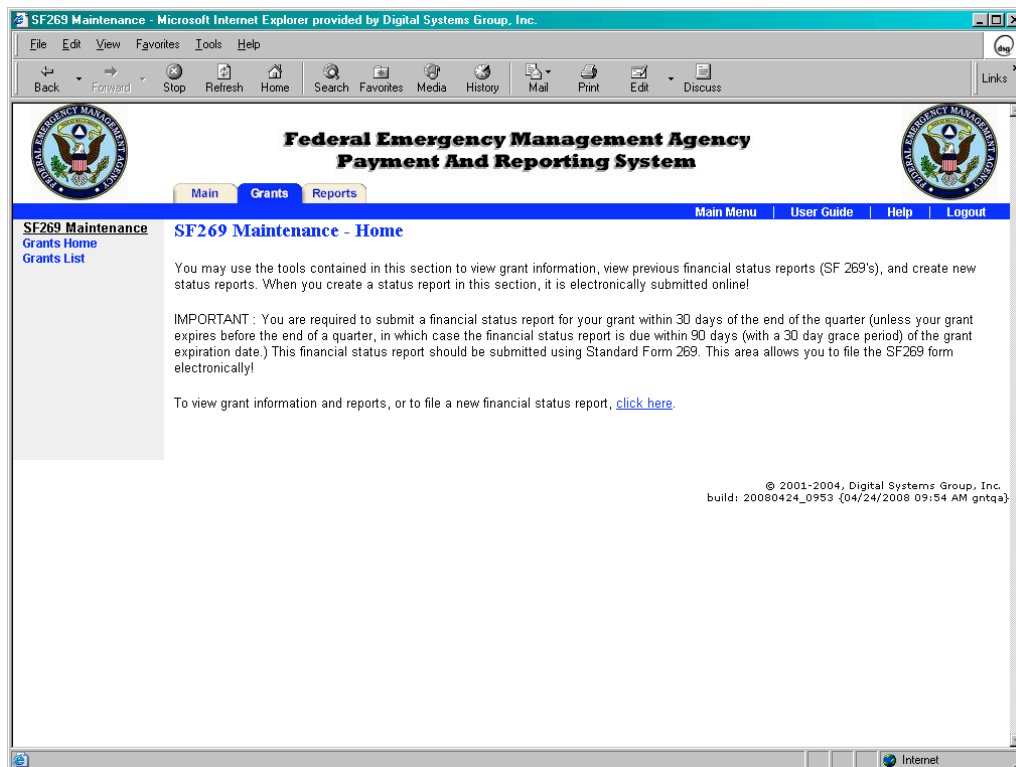 SF269 Maintenance - Microsoft Internet Explorer provided by Digital Systems Group, Inc.
File Edit View Favorites Tools Help
dsg
Back Forward Stop Refresh Home Search Favorites Media History Mail Print Edit Discuss Links
FEDERAL EMERGENCY MANAGEMENT AGENCY
Federal Emergency Management Agency
Payment And Reporting System
FEDERAL EMERGENCY MANAGEMENT AGENCY
Main Grants Reports
Main Menu | User Guide | Help | Logout
SF269 Maintenance
Grants Home
Grants List
SF269 Maintenance - Home
You may use the tools contained in this section to view grant information, view previous financial status reports (SF 269's), and create new
status reports. When you create a status report in this section, it is electronically submitted online!
IMPORTANT : You are required to submit a financial status report for your grant within 30 days of the end of the quarter (unless your grant
expires before the end of a quarter, in which case the financial status report is due within 90 days (with a 30 day grace period) of the grant
expiration date.) This financial status report should be submitted using Standard Form 269. This area allows you to file the SF269 form
electronically!
To view grant information and reports, or to file a new financial status report, click here.
© 2001-2004, Digital Systems Group, Inc.
build: 20080424_0953 {04/24/2008 09:54 AM gntqa}
Internet